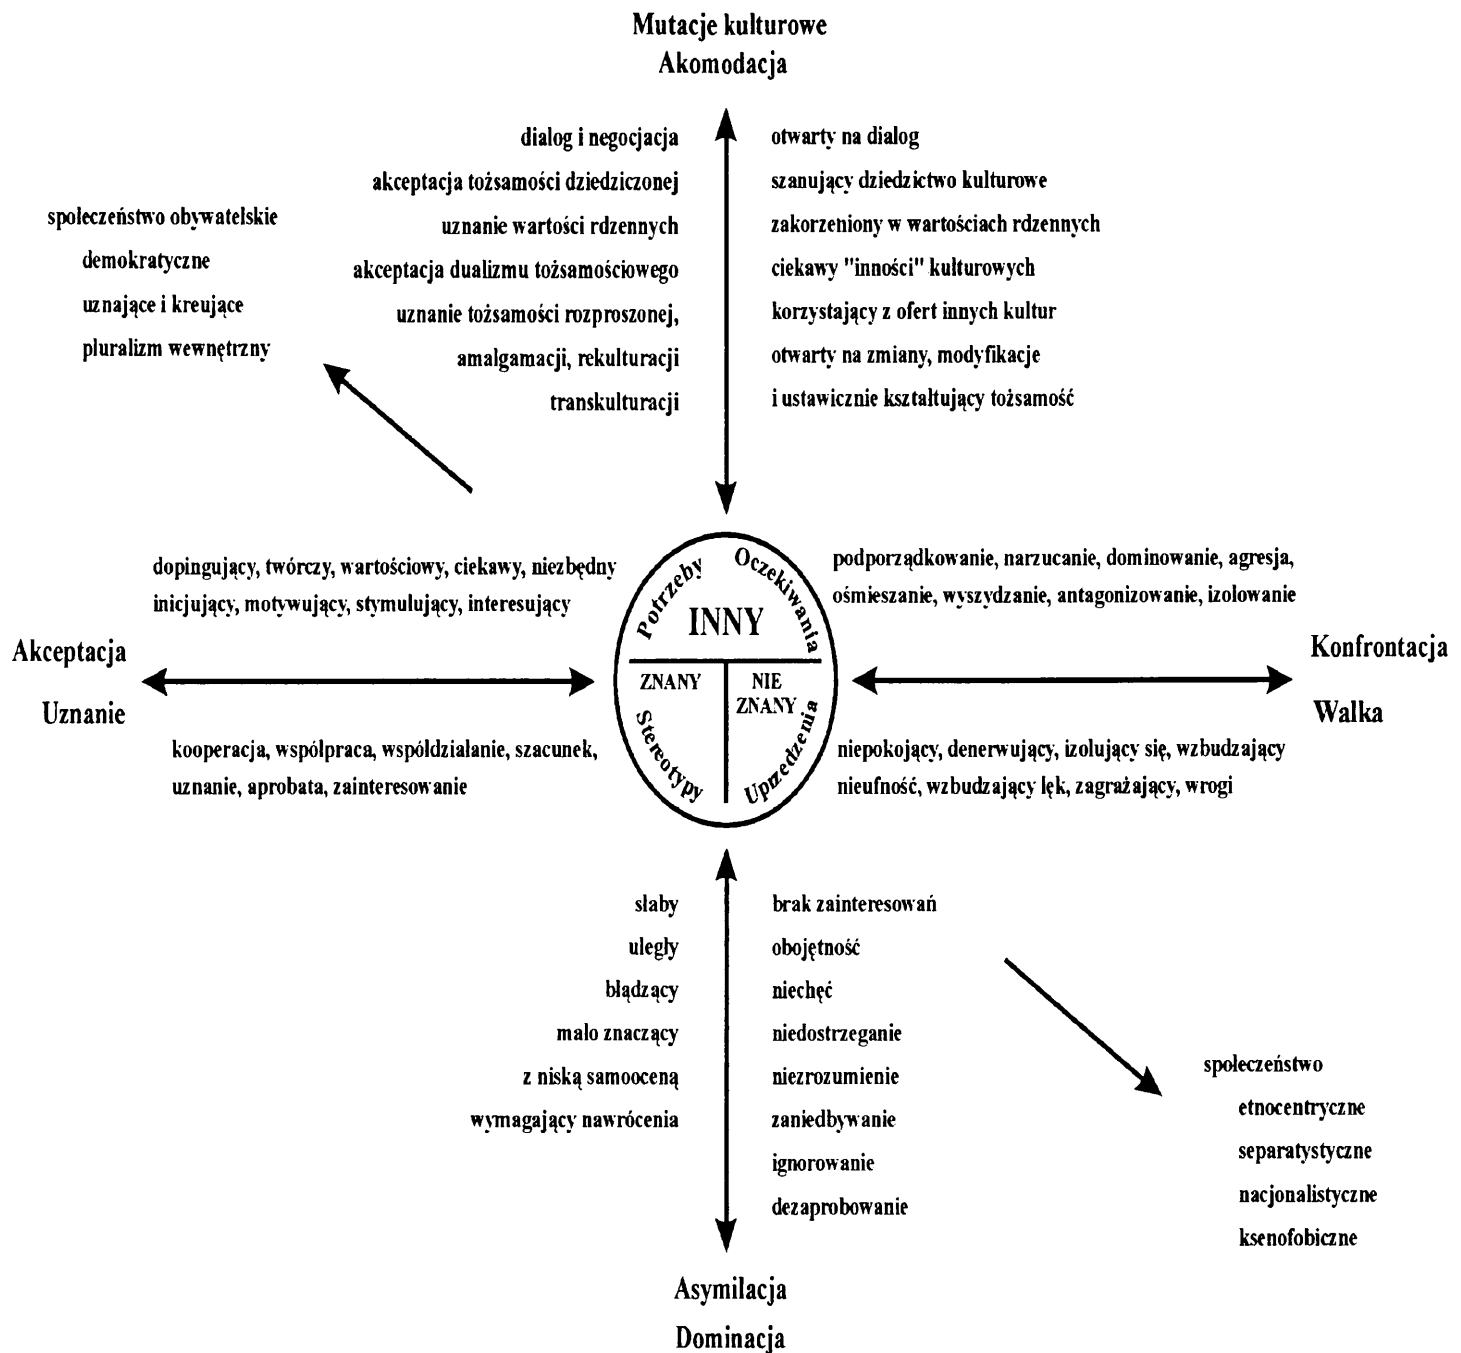 Mutacje kulturowe
Akomodacja
dialog i negocjacja
akceptacja tożsamości dziedziczonej
uznanie wartości rdzennych
akceptacja dualizmu tożsamościowego
uznanie tożsamości rozproszonej,
amalgamacji, rekulturacji
transkulturacji
otwarty na dialog
szanujący dziedzictwo kulturowe
zakorzeniony w wartościach rdzennych
ciekawy "inności" kulturowych
korzystający z ofert innych kultur
otwarty na zmiany, modyfikacje
i ustawicznie kształtujący tożsamość
społeczeństwo obywatelskie
demokratyczne
uznające i kreujące
pluralizm wewnętrzny
dopingujący, twórczy, wartościowy, ciekawy, niezbędny
inicjujący, motywujący, stymulujący, interesujący
Akceptacja
Uznanie
kooperacja, współpraca, współdziałanie, szacunek,
uznanie, aprobata, zainteresowanie
Potrzeby
Oczekiwania
INNY
ZNANY
NIE
ZNANY
Stereotypy
Uprzedzenia
podporządkowanie, narzucanie, dominowanie, agresja,
ośmieszanie, wyszydzanie, antagonizowanie, izolowanie
Konfrontacja
Walka
niepokojący, denerwujący, izolujący się, wzbudzający
nieufność, wzbudzający lęk, zagrażający, wrogi
słaby
uległy
błądzący
mało znaczący
z niską samooceną
wymagający nawrócenia
brak zainteresowań
obojętność
niechęć
niedostrzeganie
niezrozumienie
zaniedbywanie
ignorowanie
dezaprobowanie
społeczeństwo
etnocentryczne
separatystyczne
nacjonalistyczne
ksenofobiczne
Asymilacja
Dominacja